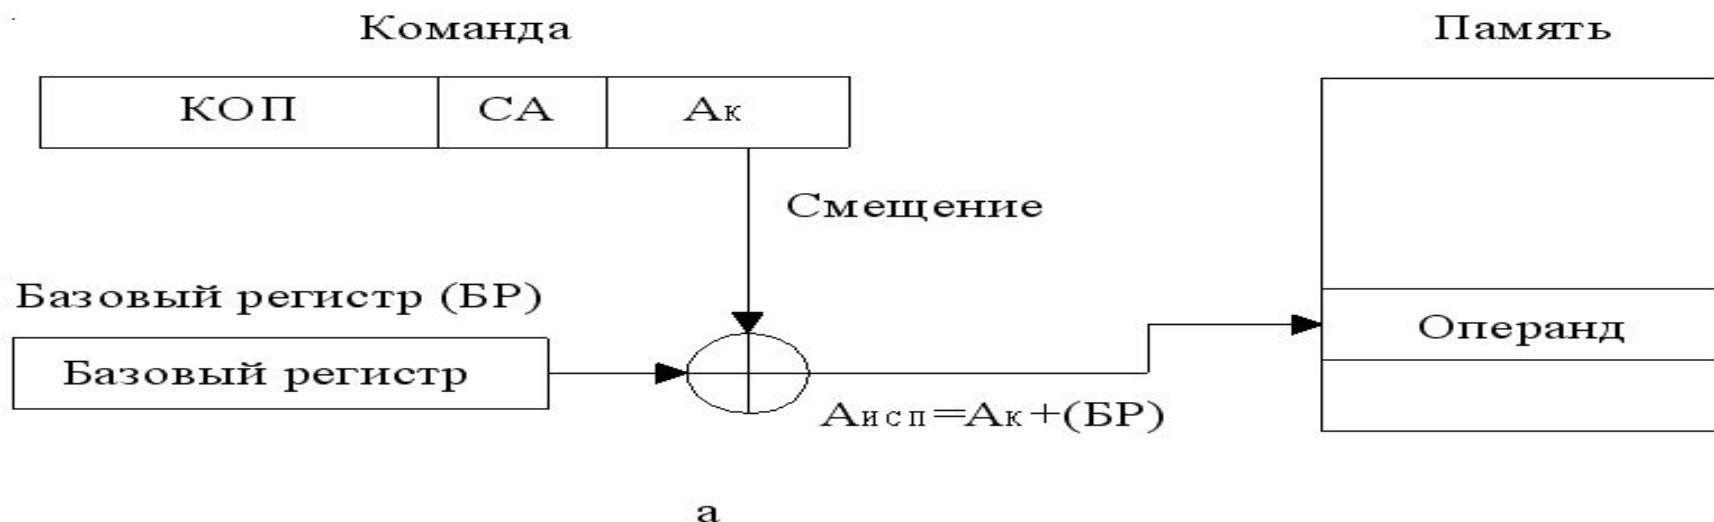 Команда
Память
КОП СА Ак
Смещение
Базовый регистр (БР)
Операнд
Базовый регистр
Аисп=Ак+(БР)
а